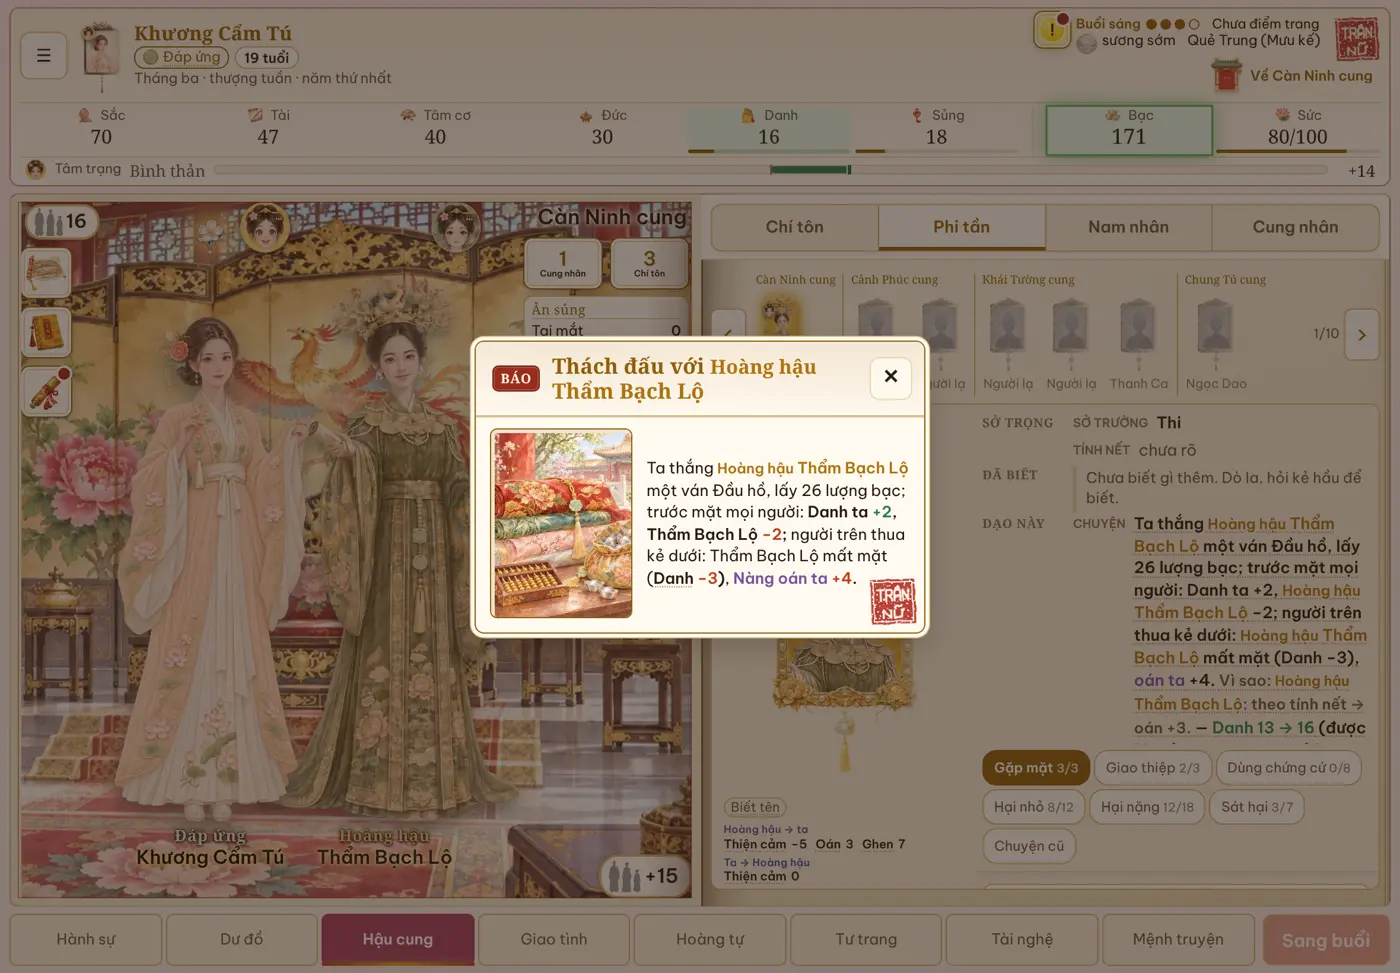 Khương Cẩm Tú
Đáp ứng
19 tuổi
Tháng ba · thượng tuần · năm thứ nhất
Buổi sáng
Chưa điểm trang
sương sớm
Quẻ Trung (Mưu kế)
TRÂN NỮ
Về Càn Ninh cung
Sắc
70
Tài
47
Tâm cơ
40
Đức
30
Danh
16
Sủng
18
Bạc
171
Sức
80/100
Tâm trạng
Bình thản
+14
16
Càn Ninh cung
1
Cung nhân
3
Chí tôn
Ân sủng
Tai mắt
0
Đáp ứng
Khương Cẩm Tú
Hoàng hậu
Thẩm Bạch Lộ
+15
Chí tôn
Phi tần
Nam nhân
Cung nhân
Càn Ninh cung
Cảnh Phúc cung
Khải Tường cung
Chung Tú cung
Người lạ
Người lạ
Thanh Ca
Ngọc Dao
1/10
BÁO
Thách đấu với Hoàng hậu
Thẩm Bạch Lộ
Ta thắng Hoàng hậu Thẩm Bạch Lộ
một ván Đầu hồ, lấy 26 lượng bạc;
trước mặt mọi người: Danh ta +2,
Thẩm Bạch Lộ −2; người trên thua
kẻ dưới: Thẩm Bạch Lộ mất mặt
(Danh −3), Nàng oán ta +4.
TRÂN NỮ
SỞ TRỌNG
SỞ TRƯỜNG Thi
TÍNH NẾT chưa rõ
ĐÃ BIẾT
Chưa biết gì thêm. Dò la, hỏi kẻ hầu để
biết.
DẠO NÀY
CHUYỆN
Ta thắng Hoàng hậu Thẩm
Bạch Lộ một ván Đầu hồ, lấy
26 lượng bạc; trước mặt mọi
người: Danh ta +2, Hoàng hậu
Thẩm Bạch Lộ −2; người trên
thua kẻ dưới: Hoàng hậu Thẩm
Bạch Lộ mất mặt (Danh −3),
oán ta +4. Vì sao: Hoàng hậu
Thẩm Bạch Lộ: theo tính nết →
oán +3. — Danh 13 → 16 (được
Biết tên
Hoàng hậu → ta
Thiện cảm −5 Oán 3 Ghen 7
Ta → Hoàng hậu
Thiện cảm 0
Gặp mặt 3/3
Giao thiệp 2/3
Dùng chứng cứ 0/8
Hại nhỏ 8/12
Hại nặng 12/18
Sát hại 3/7
Chuyện cũ
Hành sự
Dư đồ
Hậu cung
Giao tình
Hoàng tự
Tư trang
Tài nghệ
Mệnh truyện
Sang buổi